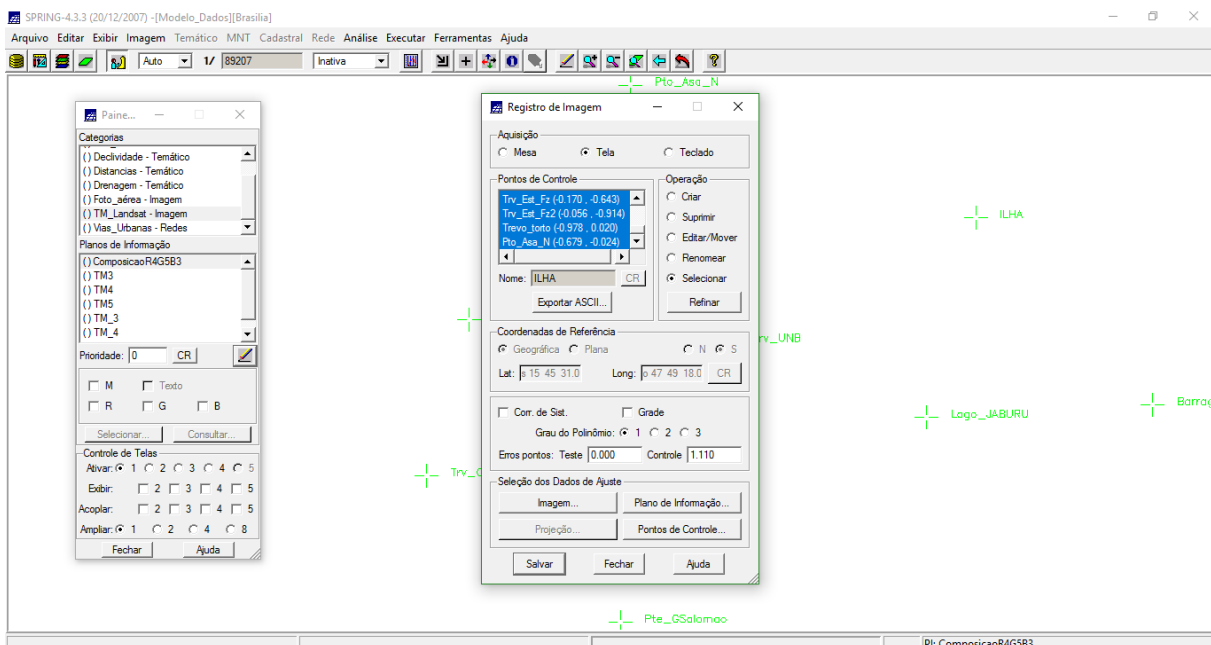 SPRING-4.3.3 (20/12/2007) -[Modelo_Dados][Brasilia]
Arquivo Editar Exibir Imagem Temático MNT Cadastral Rede Análise Executar Ferramentas Ajuda
Auto 1/ 89207 Inativa
Pto_Asa_N
ILHA
rv_UNB
Lago_JABURU
Barrag
Trv_C
Pte_GSalomao
Paine...
Categorias
() Declividade - Temático
() Distancias - Temático
() Drenagem - Temático
() Foto_aérea - Imagem
() TM_Landsat - Imagem
() Vias_Urbanas - Redes
Planos de Informação
() ComposicaoR4G5B3
() TM3
() TM4
() TM5
() TM_3
() TM_4
Prioridade: 0 CR
M Texto
R G B
Selecionar... Consultar...
Controle de Telas
Ativar: 1 2 3 4 5
Exibir: 2 3 4 5
Acoplar: 2 3 4 5
Ampliar: 1 2 4 8
Fechar Ajuda
Registro de Imagem
Aquisição
Mesa Tela Teclado
Pontos de Controle
Trv_Est_Fz (-0.170 , -0.643)
Trv_Est_Fz2 (-0.056 , -0.914)
Trevo_torto (-0.978 , 0.020)
Pto_Asa_N (-0.679 , -0.024)
Nome: ILHA CR
Exportar ASCII...
Operação
Criar
Suprimir
Editar/Mover
Renomear
Selecionar
Refinar
Coordenadas de Referência
Geográfica Plana N S
Lat: s 15 45 31.0 Long: o 47 49 18.0 CR
Corr. de Sist. Grade
Grau do Polinômio: 1 2 3
Erros pontos: Teste 0.000 Controle 1.110
Seleção dos Dados de Ajuste
Imagem... Plano de Informação...
Projeção... Pontos de Controle...
Salvar Fechar Ajuda
PI: ComposicaoR4G5B3